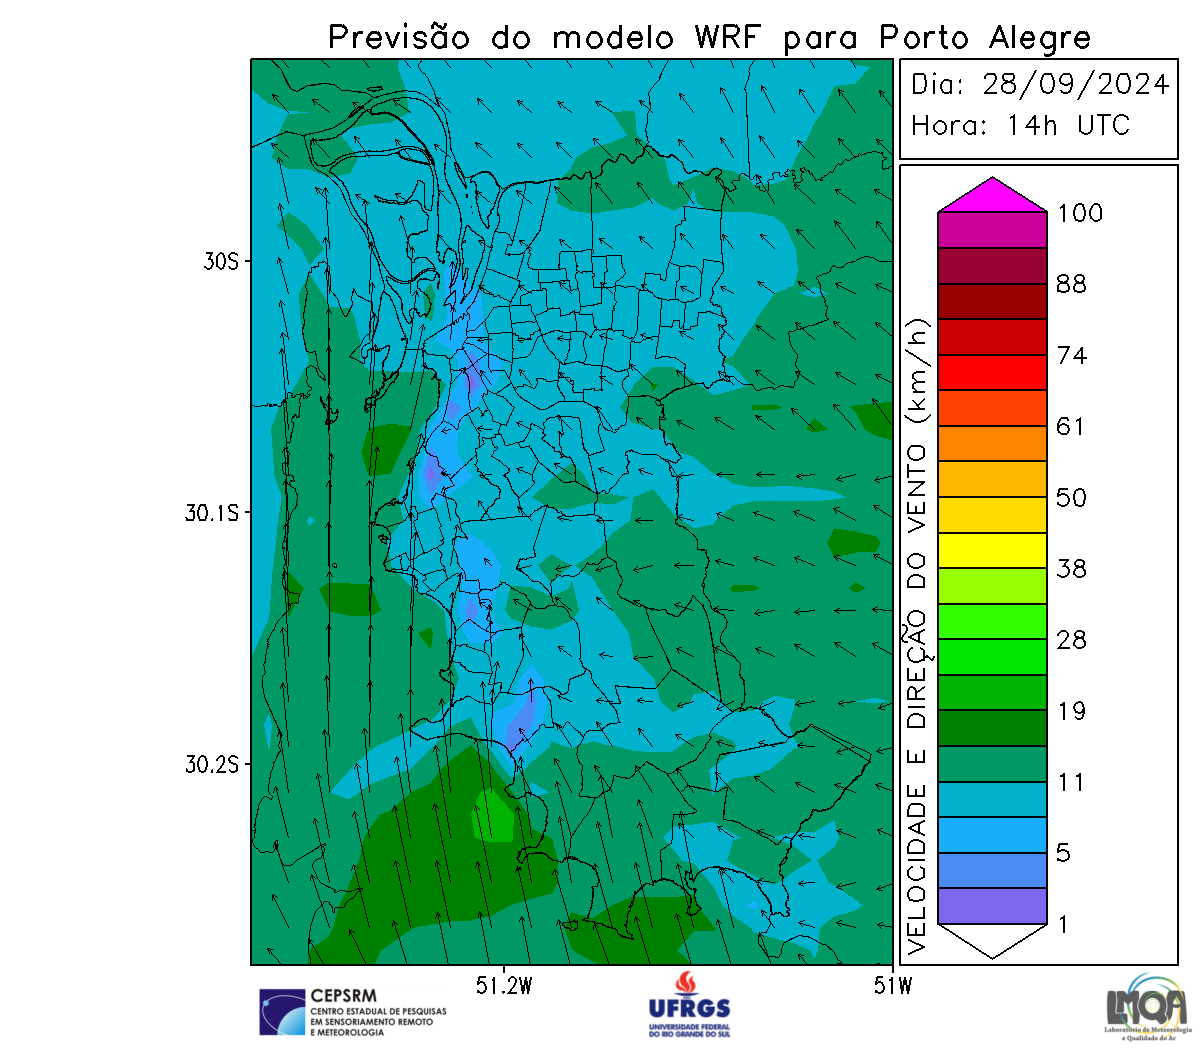 Previsão do modelo WRF para Porto Alegre
Dia: 28/09/2024
Hora: 14h UTC
30S
30.1S
30.2S
51.2W
51W
VELOCIDADE E DIREÇÃO DO VENTO (km/h)
100
88
74
61
50
38
28
19
11
5
1
CEPSRM
CENTRO ESTADUAL DE PESQUISAS
EM SENSORIAMENTO REMOTO
E METEOROLOGIA
UFRGS
UNIVERSIDADE FEDERAL
DO RIO GRANDE DO SUL
LMQA
Laboratório de Meteorologia
e Qualidade do Ar